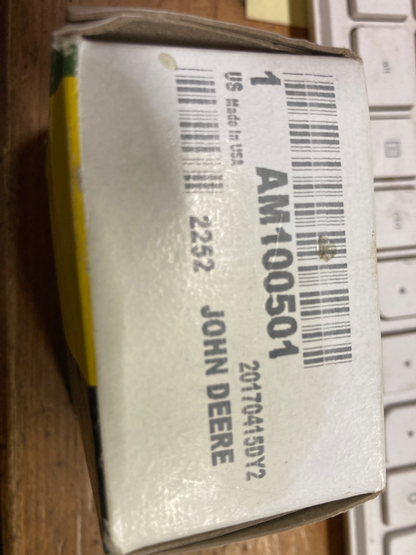 1
AM100501
US Made In USA
2252
20170415DY2
JOHN DEERE